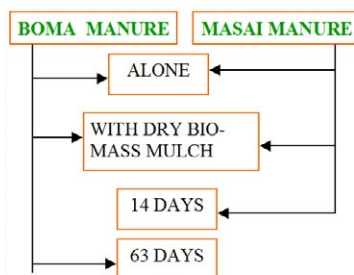 BOMA MANURE
MASAI MANURE
ALONE
WITH DRY BIO-
MASS MULCH
14 DAYS
63 DAYS